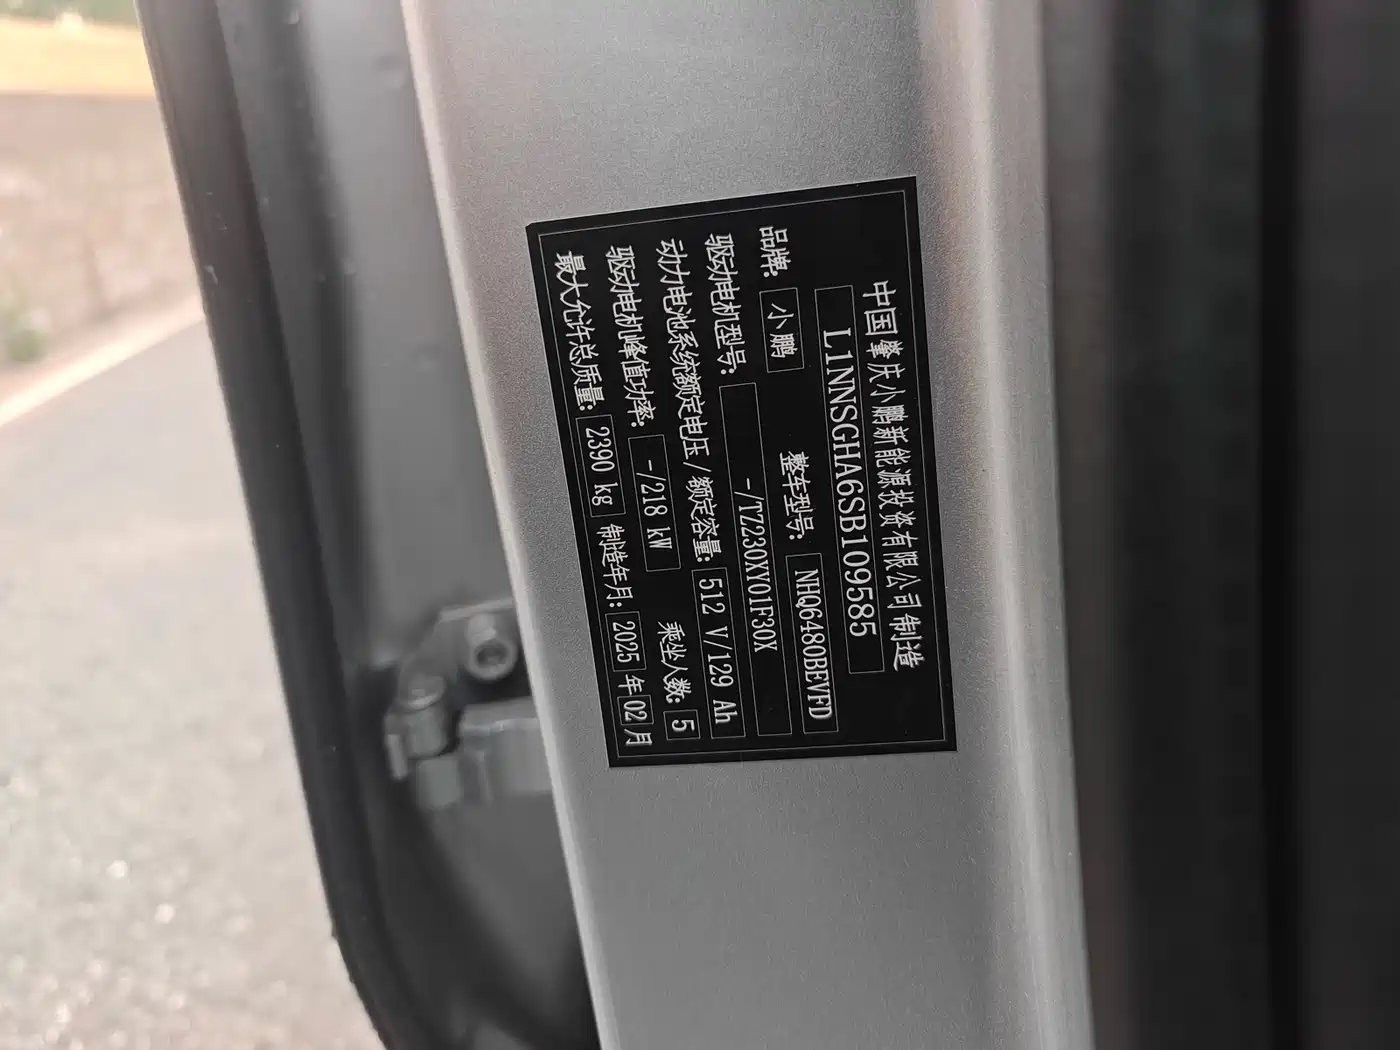 中国肇庆小鹏新能源投资有限公司制造
L1NNSGHA6SB109585
品牌: 小鹏 整车型号: NHQ6480BEVFD
驱动电机型号: -/TZ230XY01F30X
动力电池系统额定电压/额定容量: 512 V/129 Ah
驱动电机峰值功率: -/218 kW 乘坐人数: 5
最大允许总质量: 2390 kg 制造年月: 2025 年 02 月